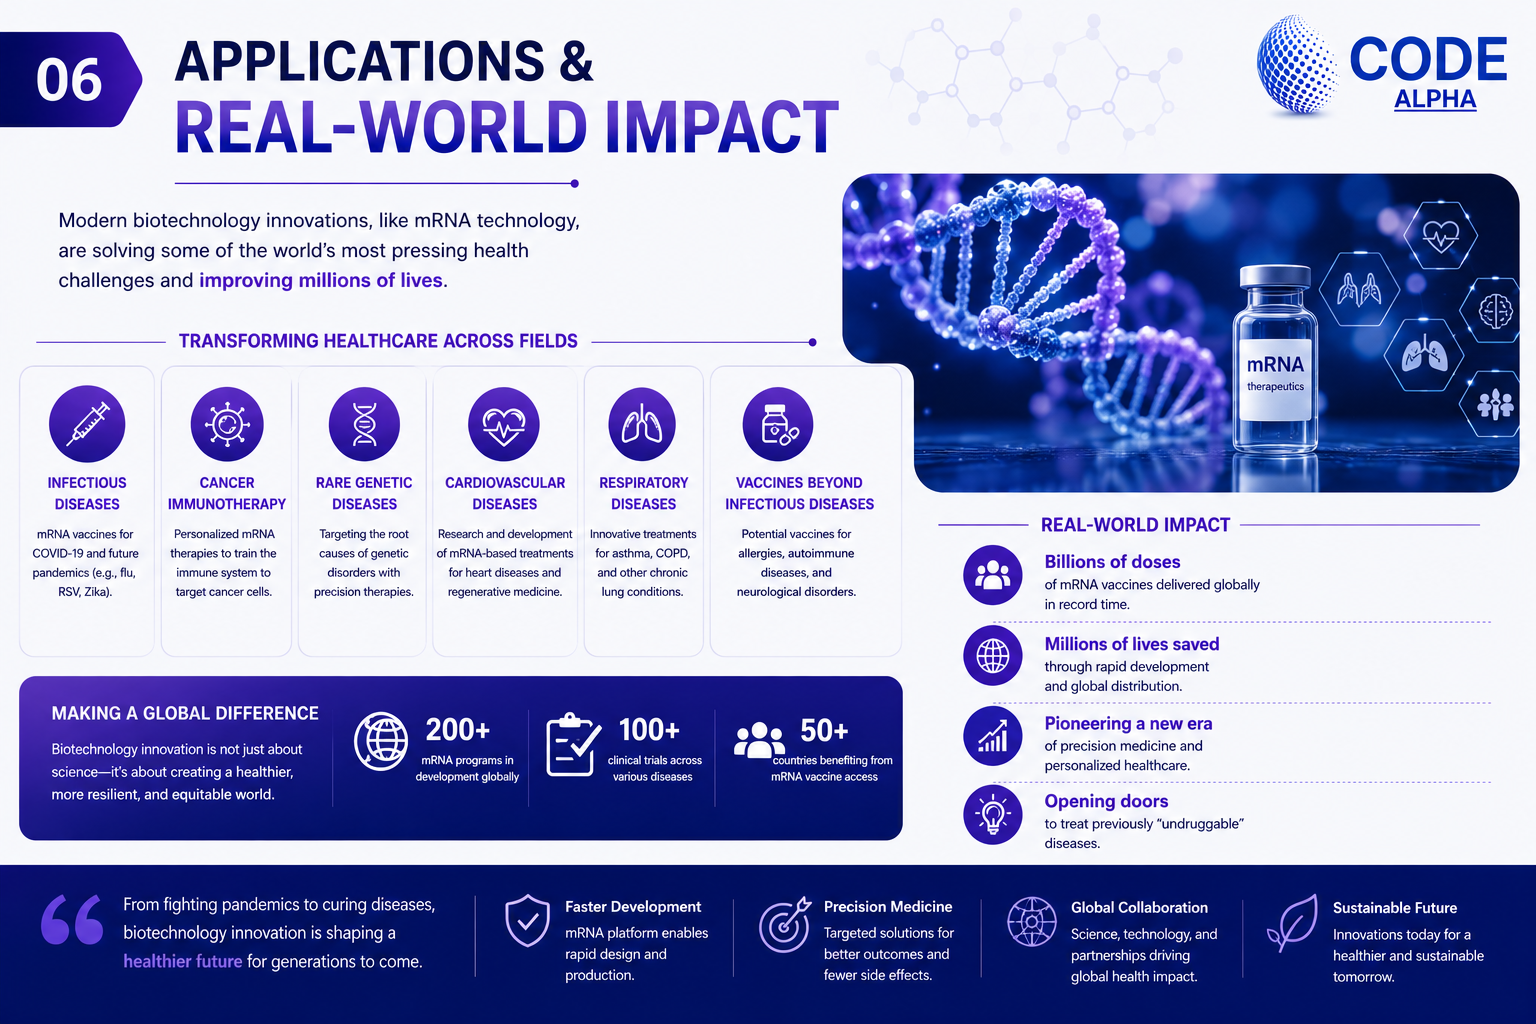 06
APPLICATIONS &
REAL-WORLD IMPACT
CODE
ALPHA
Modern biotechnology innovations, like mRNA technology,
are solving some of the world's most pressing health
challenges and improving millions of lives.
TRANSFORMING HEALTHCARE ACROSS FIELDS
INFECTIOUS
DISEASES
mRNA vaccines for
COVID-19 and future
pandemics (e.g., flu,
RSV, Zika).
CANCER
IMMUNOTHERAPY
Personalized mRNA
therapies to train the
immune system to
target cancer cells.
RARE GENETIC
DISEASES
Targeting the root
causes of genetic
disorders with
precision therapies.
CARDIOVASCULAR
DISEASES
Research and development
of mRNA-based treatments
for heart diseases and
regenerative medicine.
RESPIRATORY
DISEASES
Innovative treatments
for asthma, COPD,
and other chronic
lung conditions.
VACCINES BEYOND
INFECTIOUS DISEASES
Potential vaccines for
allergies, autoimmune
diseases, and
neurological disorders.
mRNA
therapeutics
REAL-WORLD IMPACT
Billions of doses
of mRNA vaccines delivered globally
in record time.
Millions of lives saved
through rapid development
and global distribution.
Pioneering a new era
of precision medicine and
personalized healthcare.
Opening doors
to treat previously “undruggable”
diseases.
MAKING A GLOBAL DIFFERENCE
Biotechnology innovation is not just about
science—it's about creating a healthier,
more resilient, and equitable world.
200+
mRNA programs in
development globally
100+
clinical trials across
various diseases
50+
countries benefiting from
mRNA vaccine access
“
From fighting pandemics to curing diseases,
biotechnology innovation is shaping a
healthier future for generations to come.
Faster Development
mRNA platform enables
rapid design and
production.
Precision Medicine
Targeted solutions for
better outcomes and
fewer side effects.
Global Collaboration
Science, technology, and
partnerships driving
global health impact.
Sustainable Future
Innovations today for a
healthier and sustainable
tomorrow.